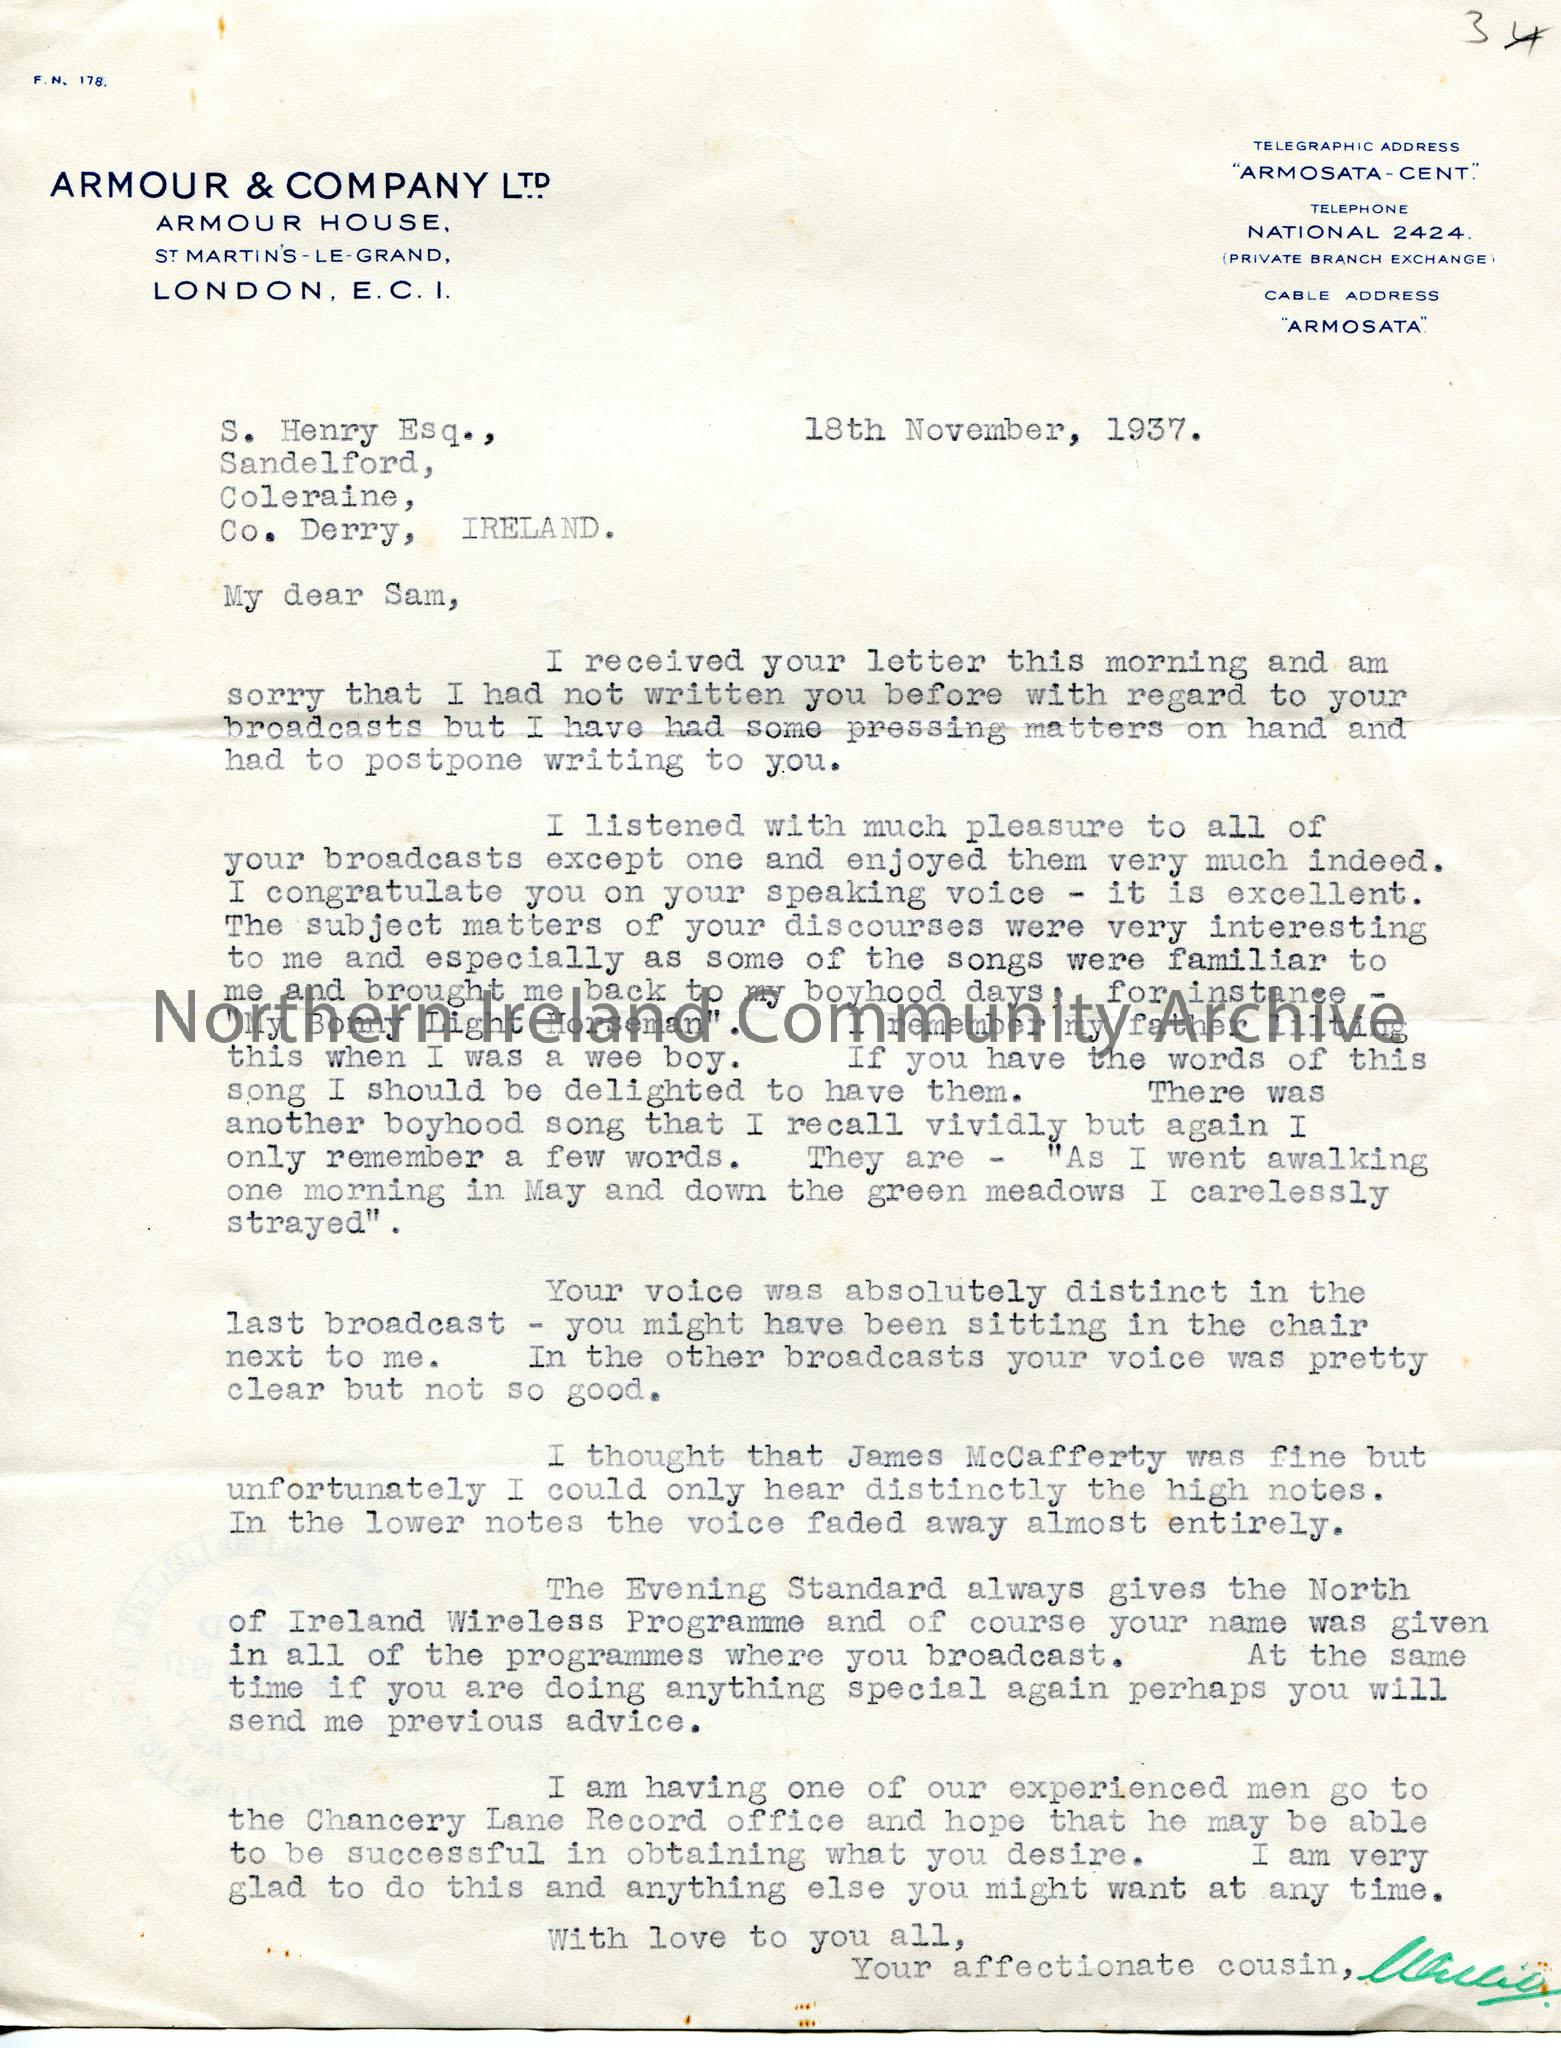 3 4
F. N. 178.
ARMOUR & COMPANY LTD.
ARMOUR HOUSE,
ST MARTIN'S-LE-GRAND,
LONDON, E.C.1.
TELEGRAPHIC ADDRESS
"ARMOSATA-CENT."
TELEPHONE
NATIONAL 2424.
(PRIVATE BRANCH EXCHANGE)
CABLE ADDRESS
"ARMOSATA"
S. Henry Esq., 18th November, 1937.
Sandelford,
Coleraine,
Co. Derry, IRELAND.
My dear Sam,
I received your letter this morning and am
sorry that I had not written you before with regard to your
broadcasts but I have had some pressing matters on hand and
had to postpone writing to you.
I listened with much pleasure to all of
your broadcasts except one and enjoyed them very much indeed.
I congratulate you on your speaking voice - it is excellent.
The subject matters of your discourses were very interesting
to me and especially as some of the songs were familiar to
me and brought me back to my boyhood days; for instance -
"My Bonny Light Horseman". I remember my father lilting
Northern Ireland Community Archive
this when I was a wee boy. If you have the words of this
song I should be delighted to have them. There was
another boyhood song that I recall vividly but again I
only remember a few words. They are - "As I went awalking
one morning in May and down the green meadows I carelessly
strayed".
Your voice was absolutely distinct in the
last broadcast - you might have been sitting in the chair
next to me. In the other broadcasts your voice was pretty
clear but not so good.
I thought that James McCafferty was fine but
unfortunately I could only hear distinctly the high notes.
In the lower notes the voice faded away almost entirely.
The Evening Standard always gives the North
of Ireland Wireless Programme and of course your name was given
in all of the programmes where you broadcast. At the same
time if you are doing anything special again perhaps you will
send me previous advice.
I am having one of our experienced men go to
the Chancery Lane Record office and hope that he may be able
to be successful in obtaining what you desire. I am very
glad to do this and anything else you might want at any time.
With love to you all,
Your affectionate cousin,